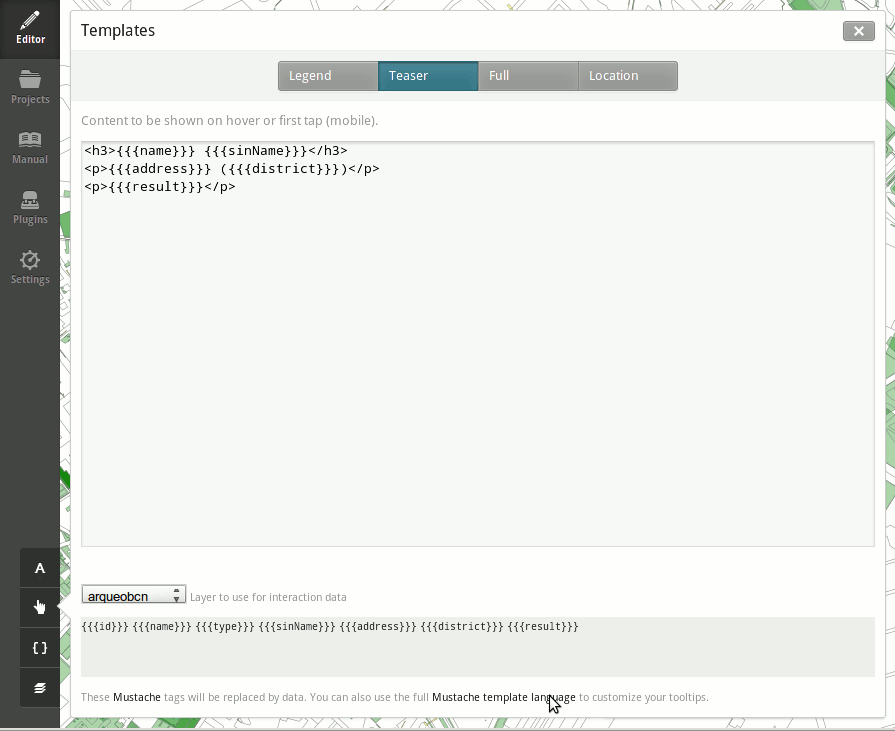 Editor
Projects
Manual
Plugins
Settings
A
{ }
Templates
Legend
Teaser
Full
Location
Content to be shown on hover or first tap (mobile).
<h3>{{{name}}} {{{sinName}}}</h3>
<p>{{{address}}} ({{{district}}})</p>
<p>{{{result}}}</p>
arqueobcn
Layer to use for interaction data
{{{id}}} {{{name}}} {{{type}}} {{{sinName}}} {{{address}}} {{{district}}} {{{result}}}
These Mustache tags will be replaced by data. You can also use the full Mustache template language to customize your tooltips.